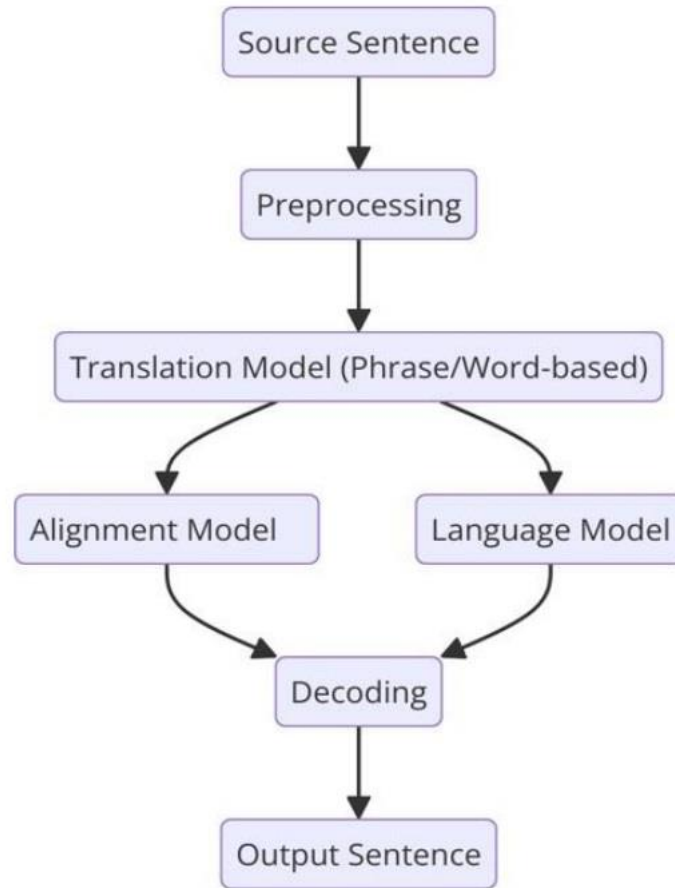 Source Sentence
Preprocessing
Translation Model (Phrase/Word-based)
Alignment Model
Language Model
Decoding
Output Sentence